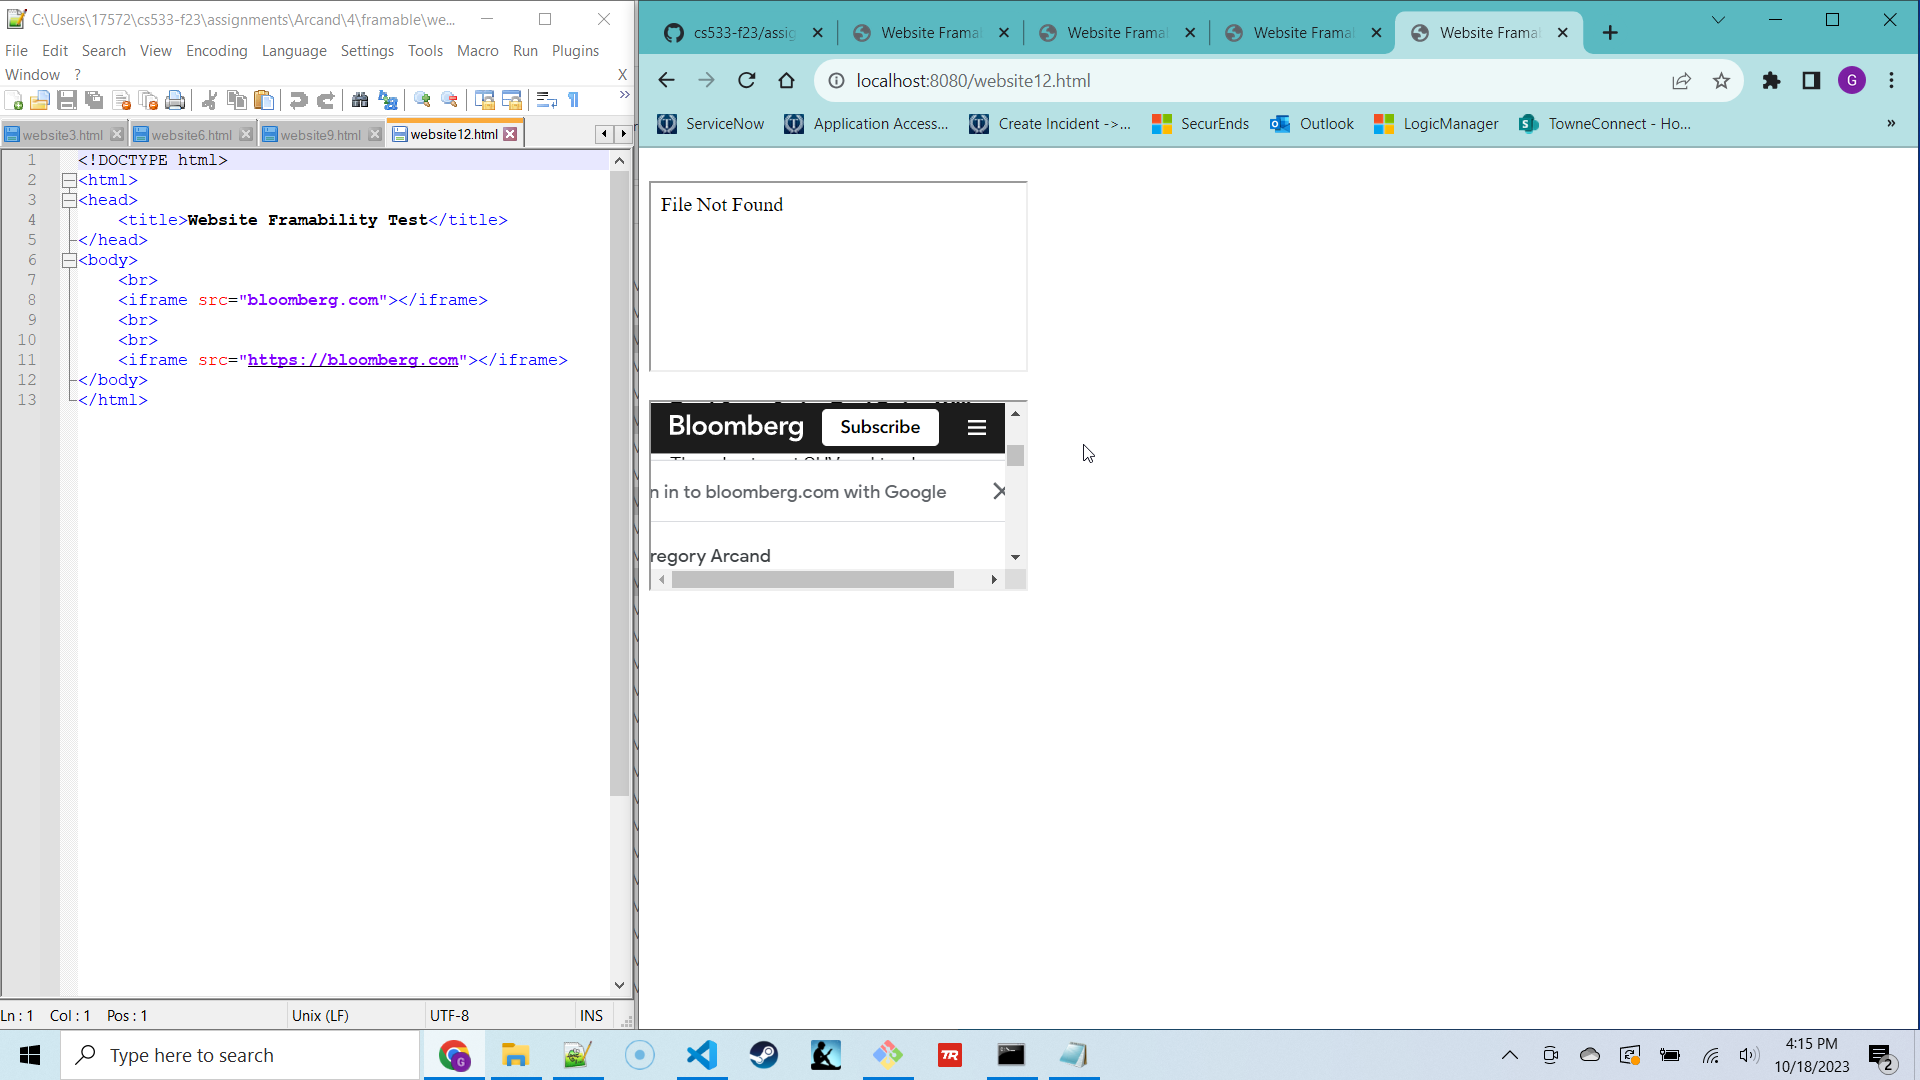 C:\Users\17572\cs533-f23\assignments\Arcand\4\framable\we...
File Edit Search View Encoding Language Settings Tools Macro Run Plugins
Window ? X
website3.html website6.html website9.html website12.html
1 <!DOCTYPE html>
2 <html>
3 <head>
4 <title>Website Framability Test</title>
5 </head>
6 <body>
7 <br>
8 <iframe src="bloomberg.com"></iframe>
9 <br>
10 <br>
11 <iframe src="https://bloomberg.com"></iframe>
12 </body>
13 </html>
Ln : 1 Col : 1 Pos : 1 Unix (LF) UTF-8 INS
cs533-f23/assig Website Frama Website Frama Website Frama Website Frama
localhost:8080/website12.html G
ServiceNow Application Access... Create Incident ->... SecurEnds Outlook LogicManager TowneConnect - Ho... »
File Not Found
Bloomberg Subscribe
n in to bloomberg.com with Google
regory Arcand
Type here to search
4:15 PM
10/18/2023
2